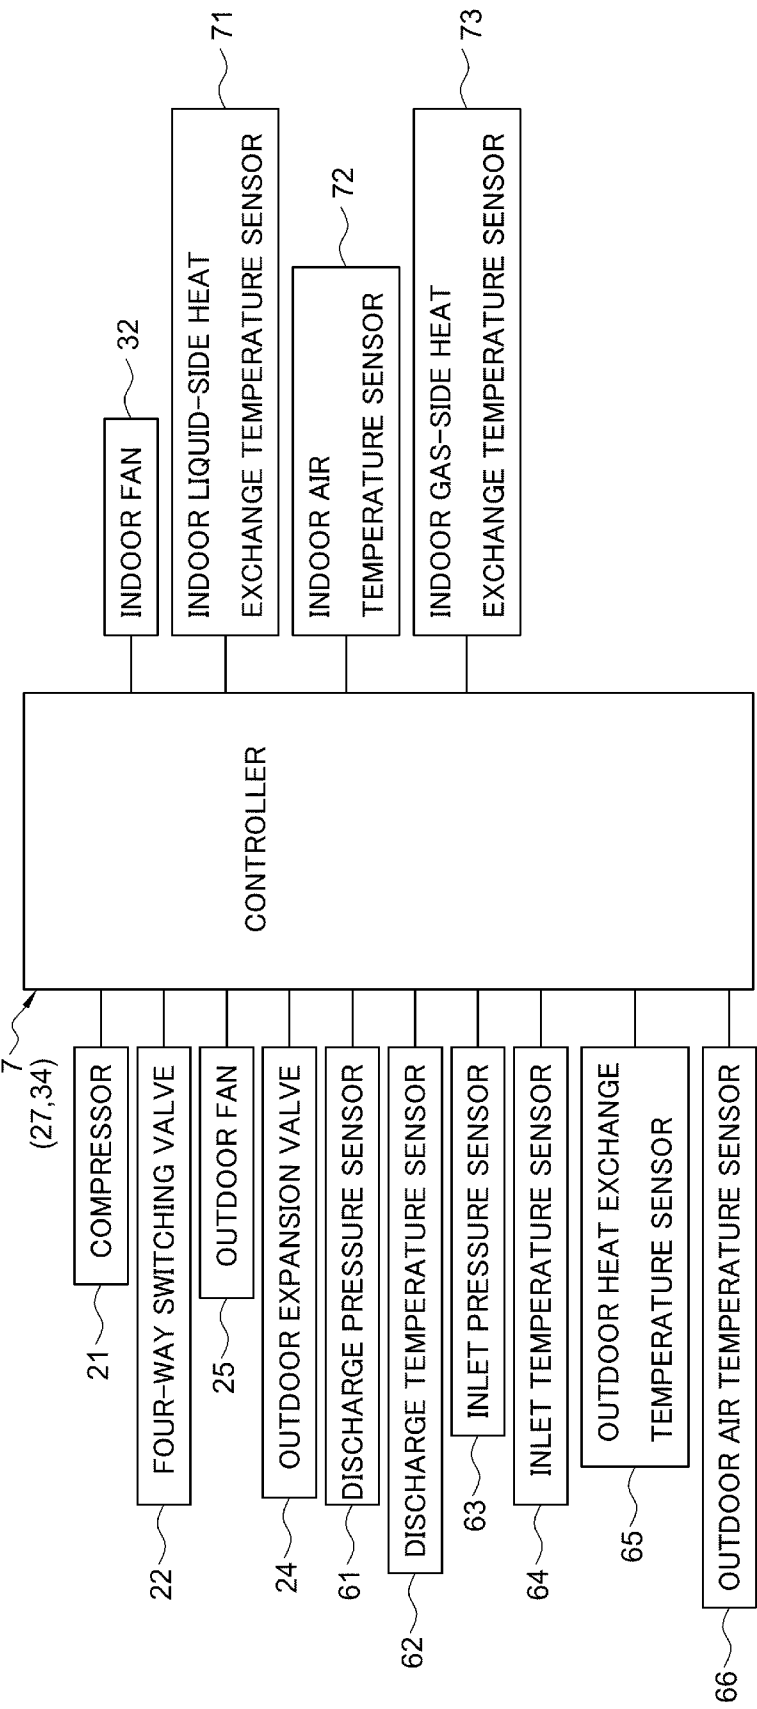 7
(27,34)
COMPRESSOR
21
FOUR-WAY SWITCHING VALVE
22
OUTDOOR FAN
25
OUTDOOR EXPANSION VALVE
24
DISCHARGE PRESSURE SENSOR
61
DISCHARGE TEMPERATURE SENSOR
62
INLET PRESSURE SENSOR
63
INLET TEMPERATURE SENSOR
64
OUTDOOR HEAT EXCHANGE
TEMPERATURE SENSOR
65
OUTDOOR AIR TEMPERATURE SENSOR
66
CONTROLLER
INDOOR FAN
32
INDOOR LIQUID-SIDE HEAT
EXCHANGE TEMPERATURE SENSOR
71
INDOOR AIR
TEMPERATURE SENSOR
72
INDOOR GAS-SIDE HEAT
EXCHANGE TEMPERATURE SENSOR
73